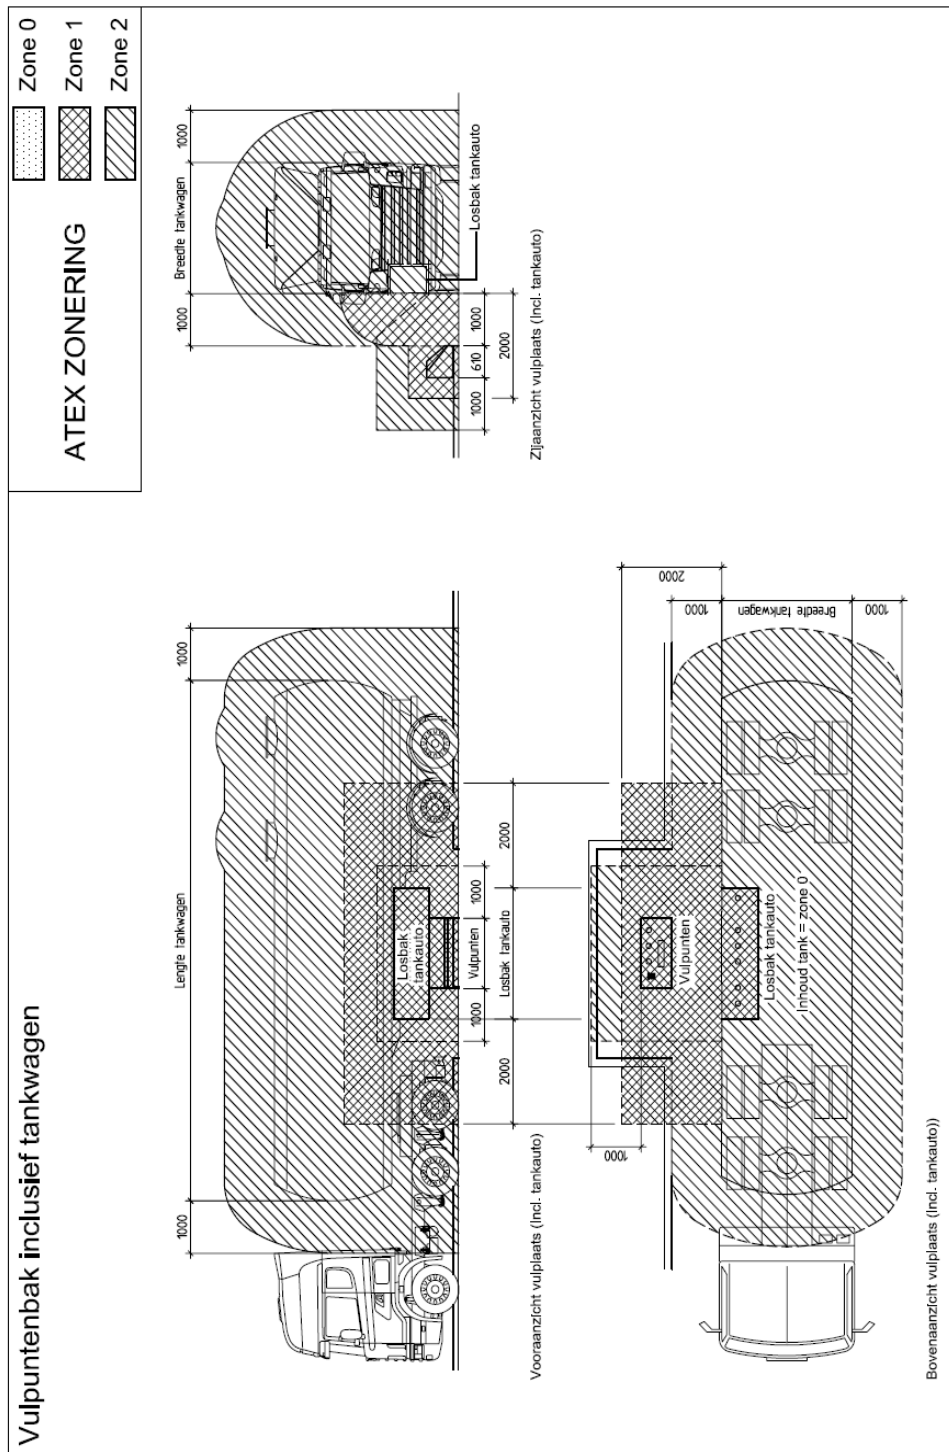 Vulpuntenbak inclusief tankwagen
ATEX ZONERING
Zone 0
Zone 1
Zone 2
1000
Lengte tankwagen
1000
Losbak
tankauto
2000
1000
Vulpunten
1000
Losbak tankauto
2000
Vooraanzicht vulplaats (Incl. tankauto)
1000
Breedte tankwagen
1000
Losbak tankauto
1000
610
1000
2000
Zijaanzicht vulplaats (Incl. tankauto)
1000
Vulpunten
Losbak tankauto
Inhoud tank = zone 0
2000
1000
Breedte tankwagen
1000
Bovenaanzicht vulplaats (Incl. tankauto))